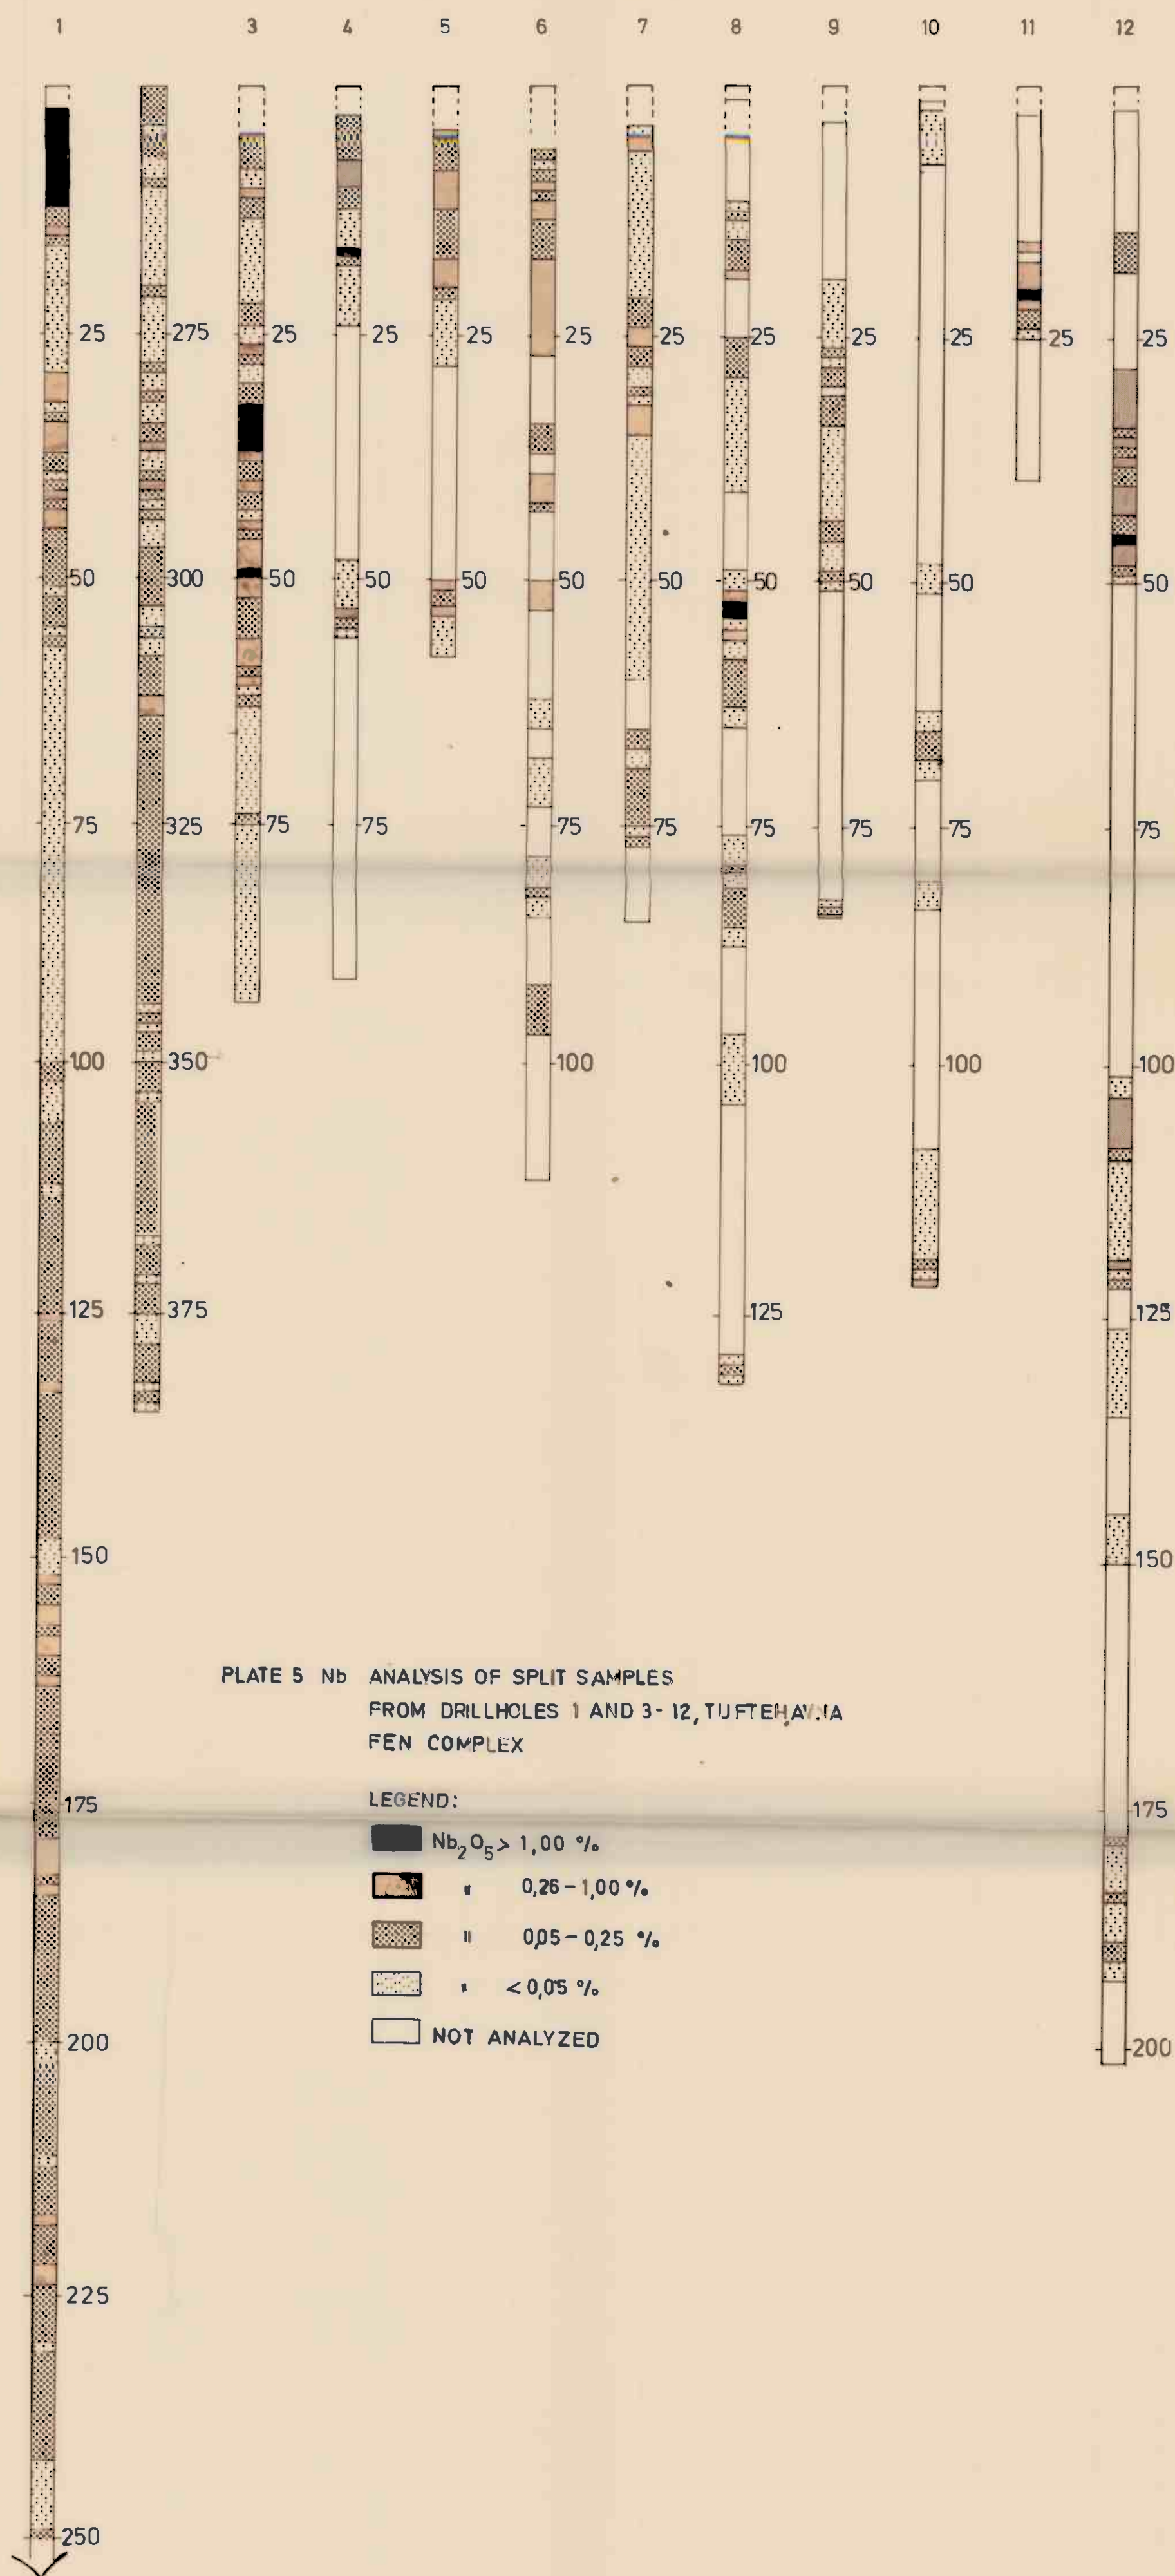 1 3 4 5 6 7 8 9 10 11 12
25 275 25 25 25 25 25 25 25 25 25 25
50 300 50 50 50 50 50 50 50 50 50
75 325 75 75 75 75 75 75 75 75
100 350 100 100 100 100
125 375 125 125
150 150
PLATE 5 Nb ANALYSIS OF SPLIT SAMPLES
FROM DRILLHOLES 1 AND 3-12,
FEN COMPLEX
175 175
LEGEND:
Nb2O5 > 1,00 %
" 0,26-1,00 %
" 0,05-0,25 %
" <0,05 %
NOT ANALYZED
200 200
225
250